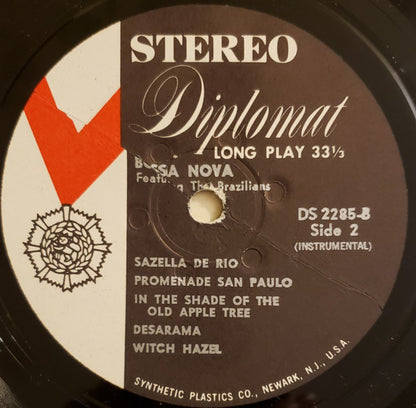 STEREO
Diplomat
LONG PLAY 33⅓
NOVA
The Brazilians
DS 2285-B
Side 2
(INSTRUMENTAL)
SAZELLA DE RIO
PROMENADE SAN PAULO
IN THE SHADE OF THE
OLD APPLE TREE
DESARAMA
WITCH HAZEL
SYNTHETIC PLASTICS CO., NEWARK, N.J., U.S.A.